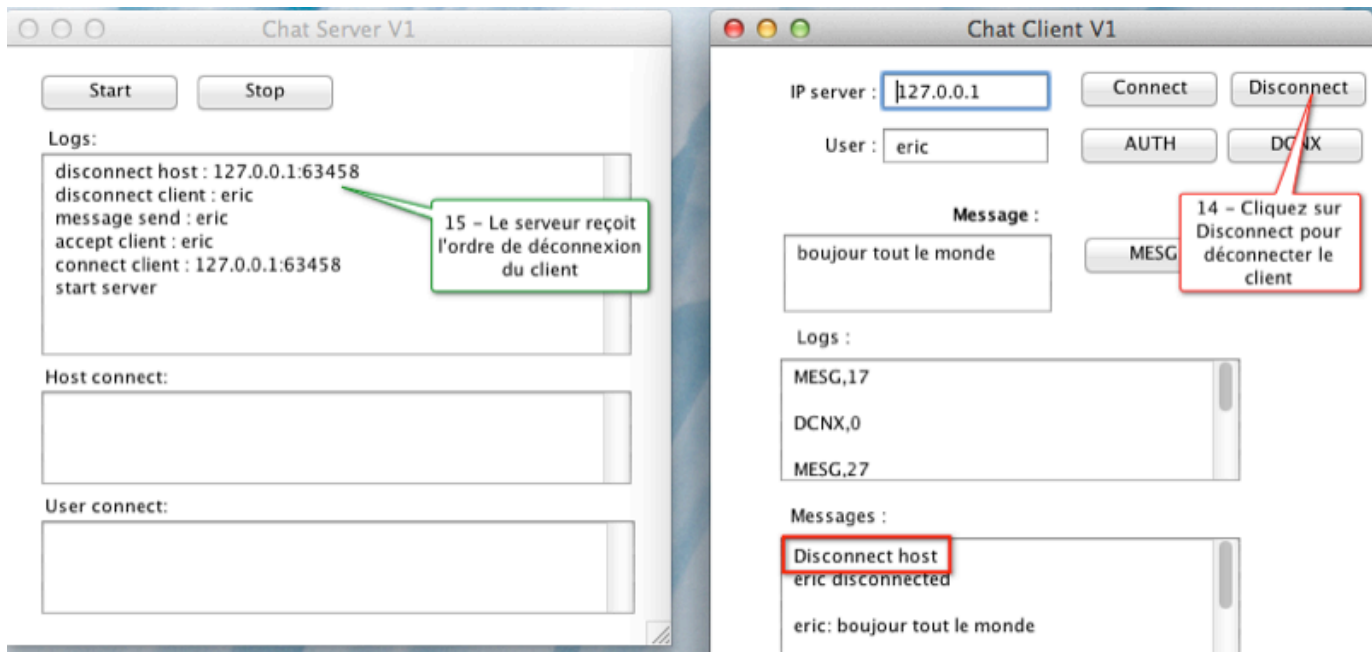 Chat Server V1
Start
Stop
Logs:
disconnect host : 127.0.0.1:63458
disconnect client : eric
message send : eric
accept client : eric
connect client : 127.0.0.1:63458
start server
15 – Le serveur reçoit
l'ordre de déconnexion
du client
Host connect:
User connect:
Chat Client V1
IP server :
127.0.0.1
Connect
Disconnect
User :
eric
AUTH
DCNX
Message :
boujour tout le monde
MESG
14 – Cliquez sur
Disconnect pour
déconnecter le
client
Logs :
MESG,17
DCNX,0
MESG,27
Messages :
Disconnect host
eric disconnected
eric: boujour tout le monde